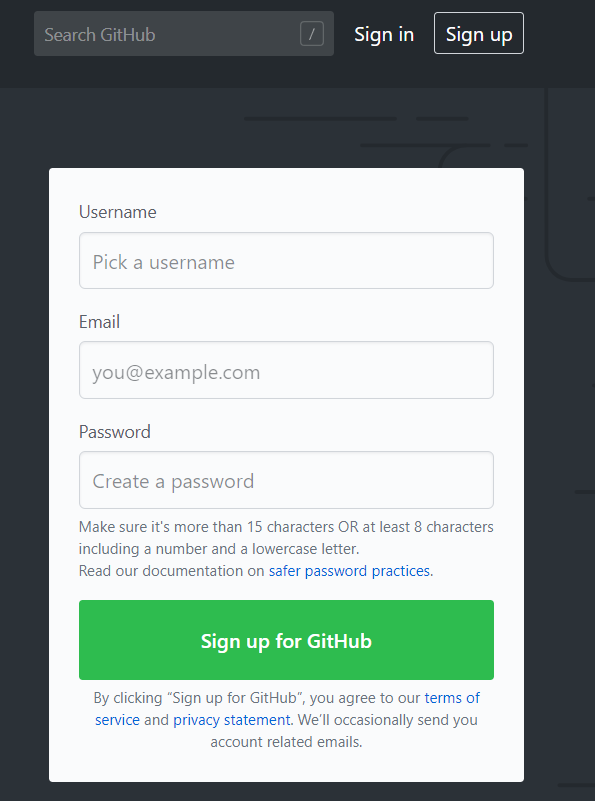 Search GitHub / Sign in Sign up
Username
Pick a username
Email
you@example.com
Password
Create a password
Make sure it's more than 15 characters OR at least 8 characters
including a number and a lowercase letter.
Read our documentation on safer password practices.
Sign up for GitHub
By clicking “Sign up for GitHub”, you agree to our terms of
service and privacy statement. We’ll occasionally send you
account related emails.